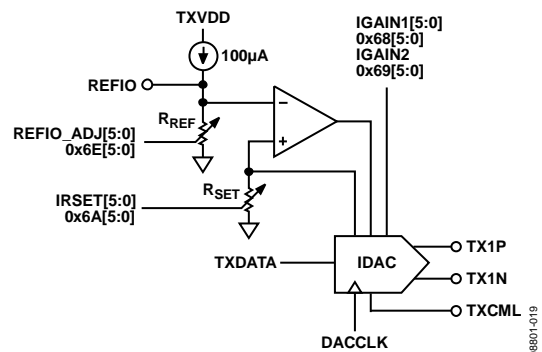 TXVDD
100µA
REFIO
RREF
REFIO_ADJ[5:0]
0x6E[5:0]
IRSET[5:0]
0x6A[5:0]
RSET
IGAIN1[5:0]
0x68[5:0]
IGAIN2
0x69[5:0]
−
+
TXDATA
IDAC
TX1P
TX1N
TXCML
DACCLK
08801-019